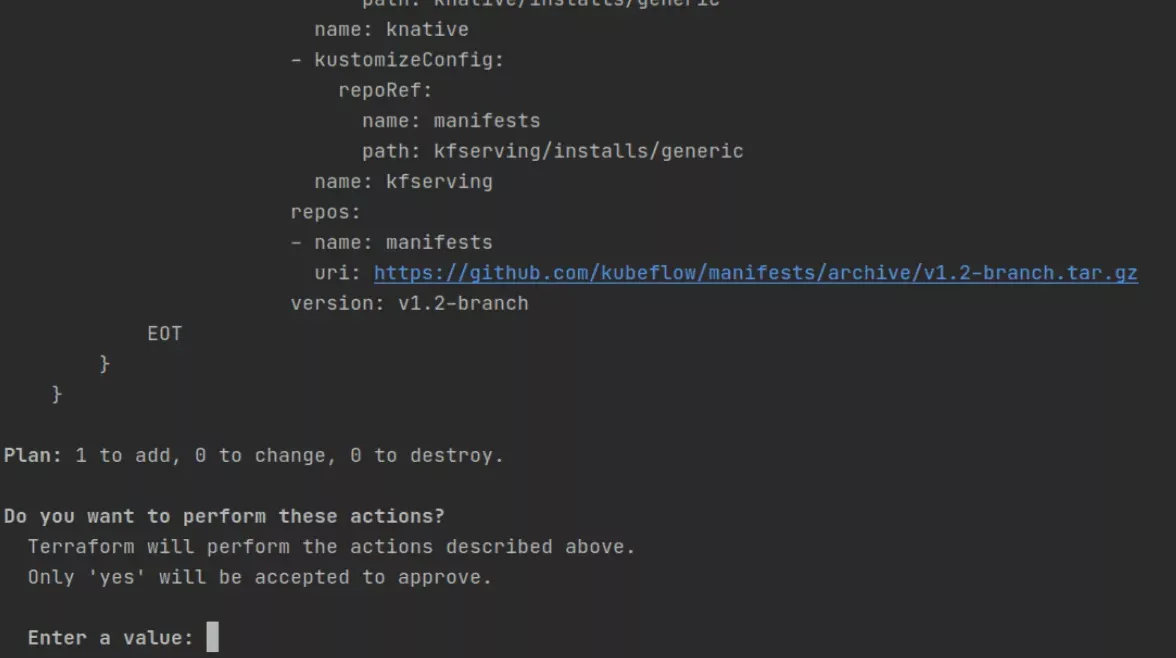 path: knative/installs/generic
name: knative
- kustomizeConfig:
repoRef:
name: manifests
path: kfserving/installs/generic
name: kfserving
repos:
- name: manifests
uri: https://github.com/kubeflow/manifests/archive/v1.2-branch.tar.gz
version: v1.2-branch
EOT
}
}
Plan: 1 to add, 0 to change, 0 to destroy.
Do you want to perform these actions?
Terraform will perform the actions described above.
Only 'yes' will be accepted to approve.
Enter a value: